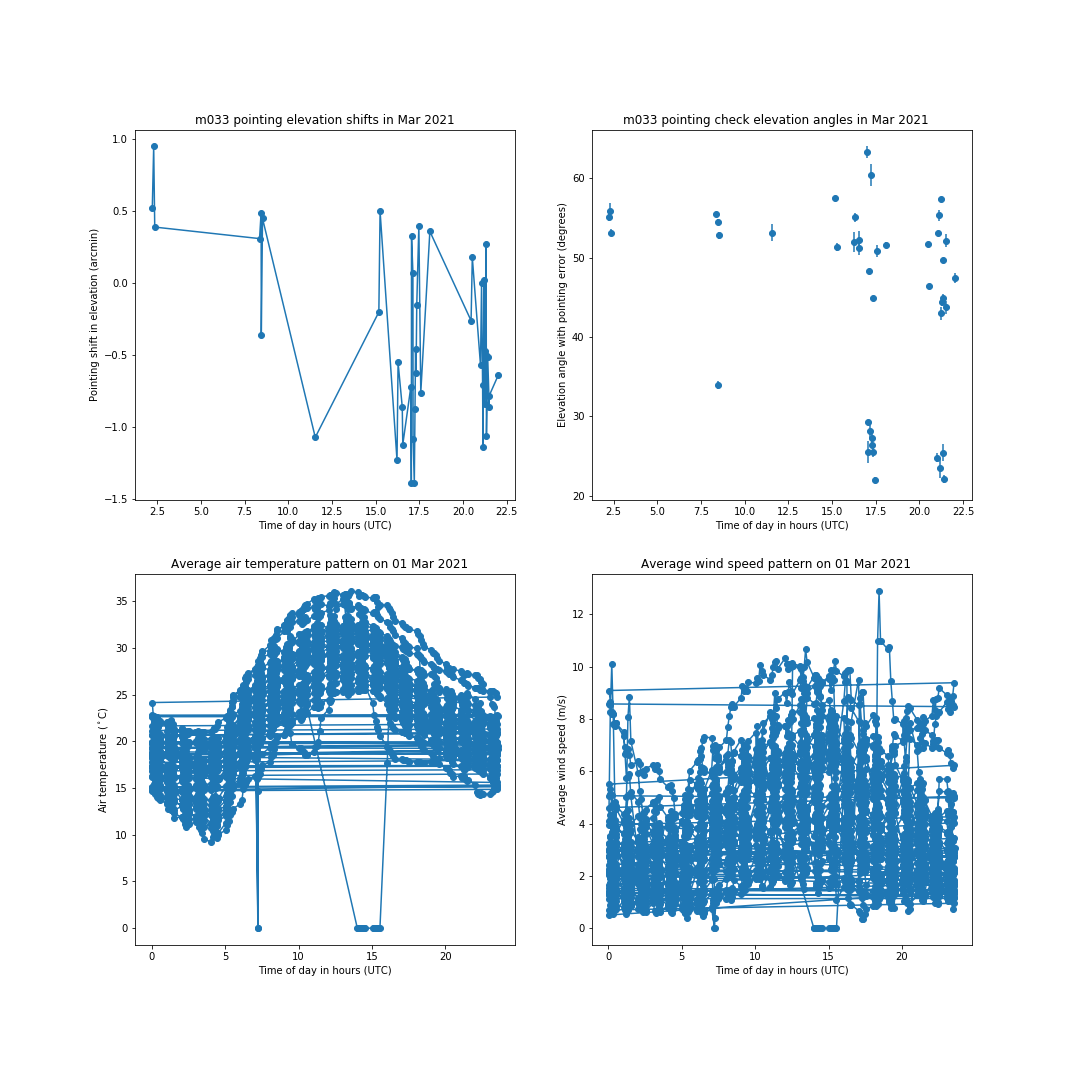 m033 pointing elevation shifts in Mar 2021
1.0
0.5
0.0
−0.5
−1.0
−1.5
Pointing shift in elevation (arcmin)
2.5 5.0 7.5 10.0 12.5 15.0 17.5 20.0 22.5
Time of day in hours (UTC)
m033 pointing check elevation angles in Mar 2021
60
50
40
30
20
Elevation angle with pointing error (degrees)
2.5 5.0 7.5 10.0 12.5 15.0 17.5 20.0 22.5
Time of day in hours (UTC)
Average air temperature pattern on 01 Mar 2021
35
30
25
20
15
10
5
0
Air temperature (°C)
0 5 10 15 20
Time of day in hours (UTC)
Average wind speed pattern on 01 Mar 2021
12
10
8
6
4
2
0
Average wind speed (m/s)
0 5 10 15 20
Time of day in hours (UTC)